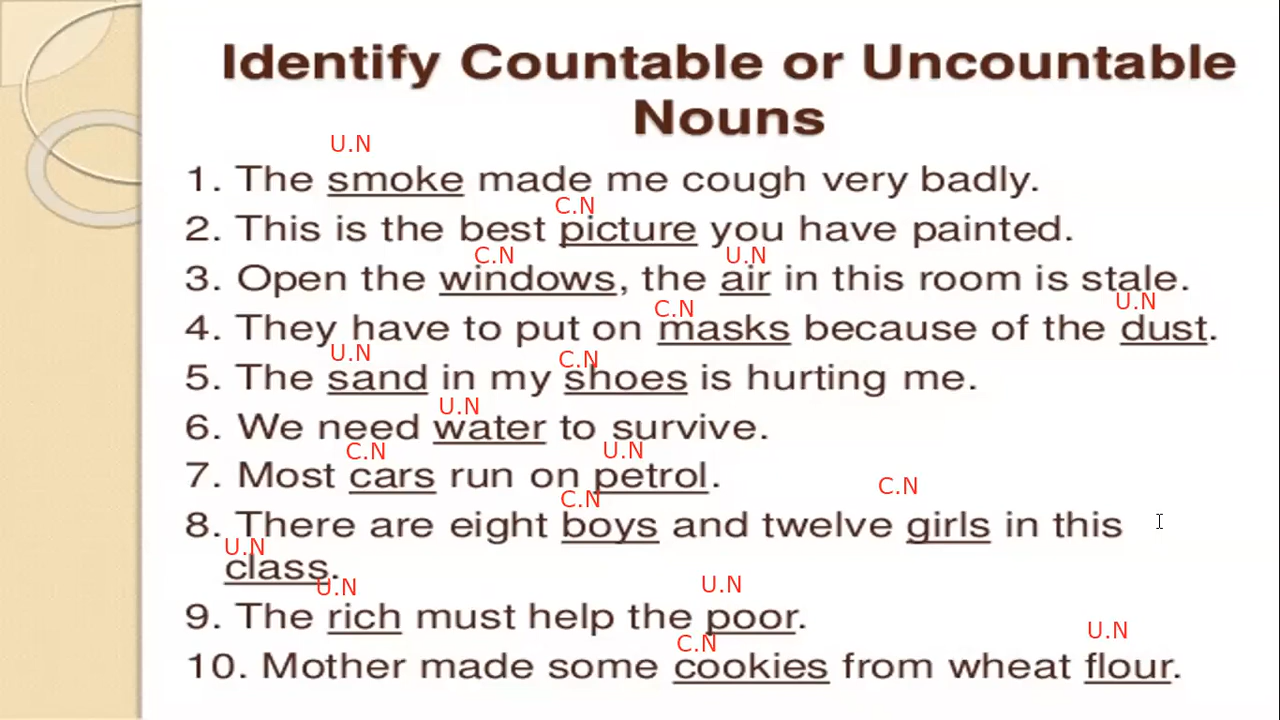 Identify Countable or Uncountable
Nouns
U.N
1. The smoke made me cough very badly.
C.N
2. This is the best picture you have painted.
C.N U.N
3. Open the windows, the air in this room is stale.
C.N U.N
4. They have to put on masks because of the dust.
U.N C.N
5. The sand in my shoes is hurting me.
U.N
6. We need water to survive.
C.N U.N
7. Most cars run on petrol.
C.N C.N
8. There are eight boys and twelve girls in this
U.N
class.
U.N U.N
9. The rich must help the poor.
C.N U.N
10. Mother made some cookies from wheat flour.